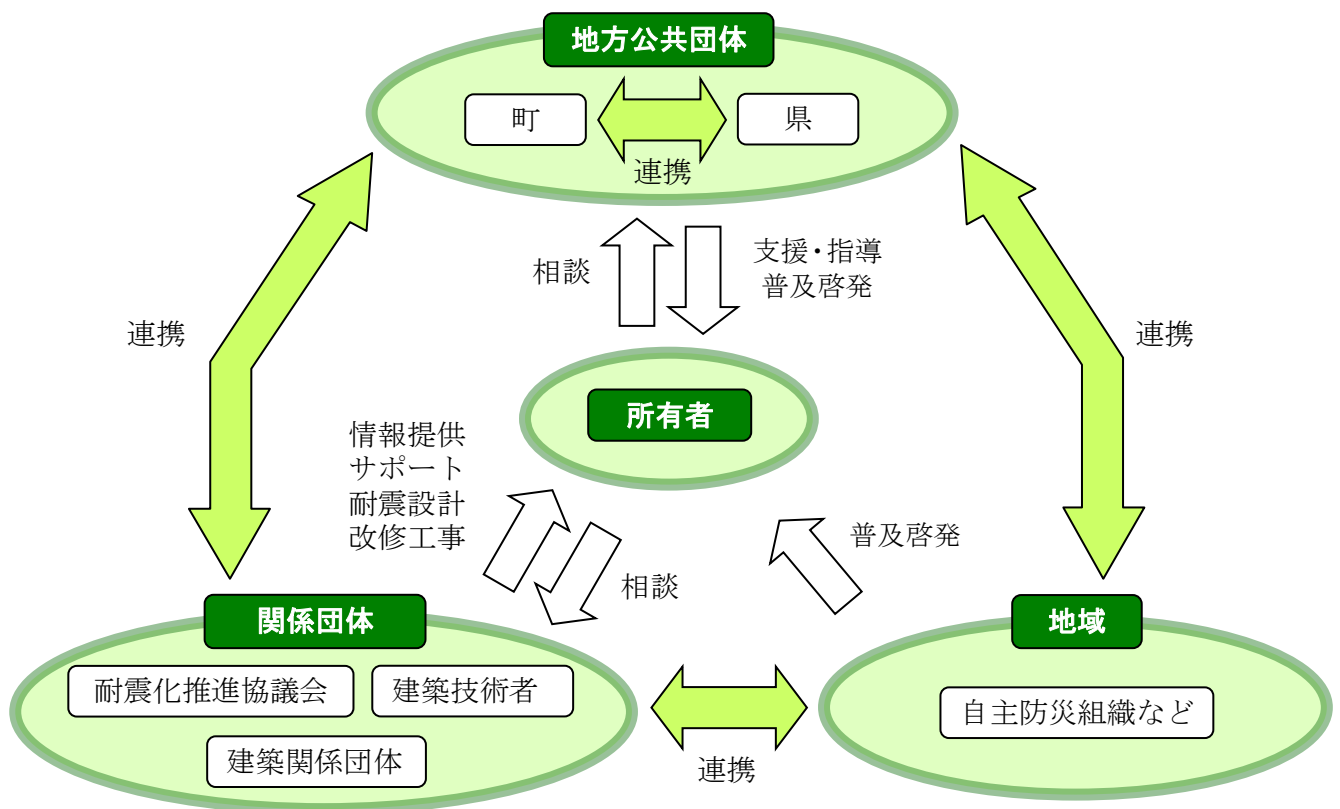 地方公共団体
町
県
連携
相談
支援・指導
普及啓発
連携
連携
所有者
情報提供
サポート
耐震設計
改修工事
相談
普及啓発
関係団体
耐震化推進協議会
建築技術者
建築関係団体
連携
地域
自主防災組織など